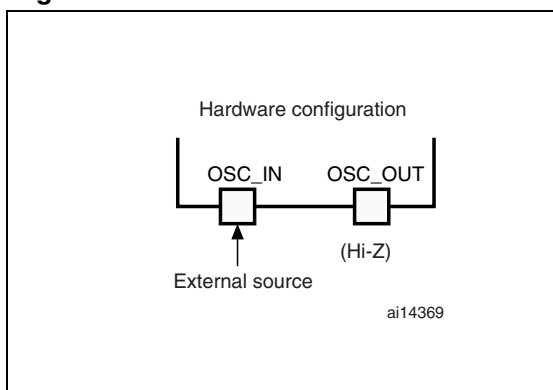 Hardware configuration
OSC_IN OSC_OUT
(Hi-Z)
External source
ai14369